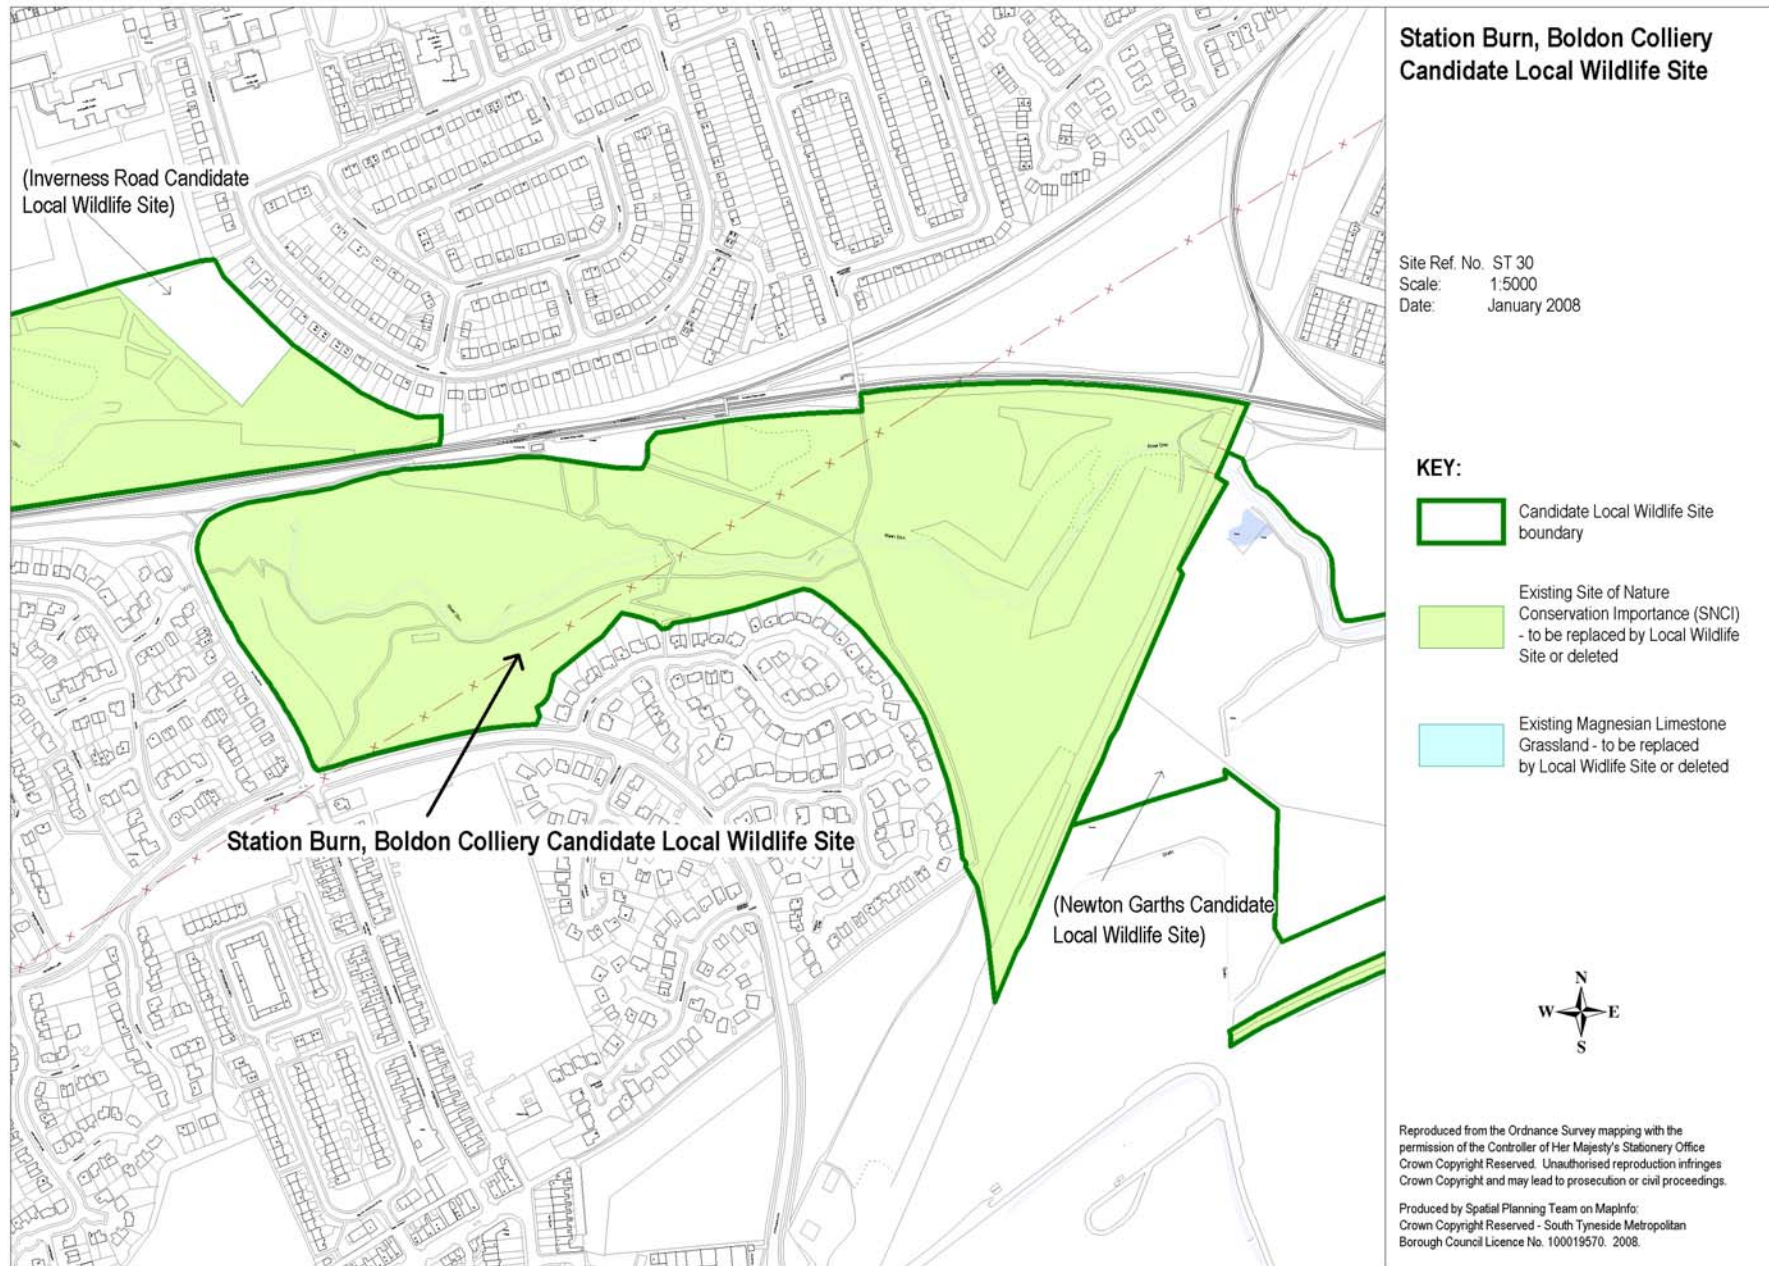 Station Burn, Boldon Colliery
Candidate Local Wildlife Site
(Inverness Road Candidate
Local Wildlife Site)
Site Ref. No. ST 30
Scale: 1:5000
Date: January 2008
KEY:
Candidate Local Wildlife Site
boundary
Existing Site of Nature
Conservation Importance (SNCI)
- to be replaced by Local Wildlife
Site or deleted
Existing Magnesian Limestone
Grassland - to be replaced
by Local Widlife Site or deleted
Station Burn, Boldon Colliery Candidate Local Wildlife Site
(Newton Garths Candidate
Local Wildlife Site)
N
W E
S
Reproduced from the Ordnance Survey mapping with the
permission of the Controller of Her Majesty's Stationery Office
Crown Copyright Reserved. Unauthorised reproduction infringes
Crown Copyright and may lead to prosecution or civil proceedings.
Produced by Spatial Planning Team on MapInfo:
Crown Copyright Reserved - South Tyneside Metropolitan
Borough Council Licence No. 100019570. 2008.